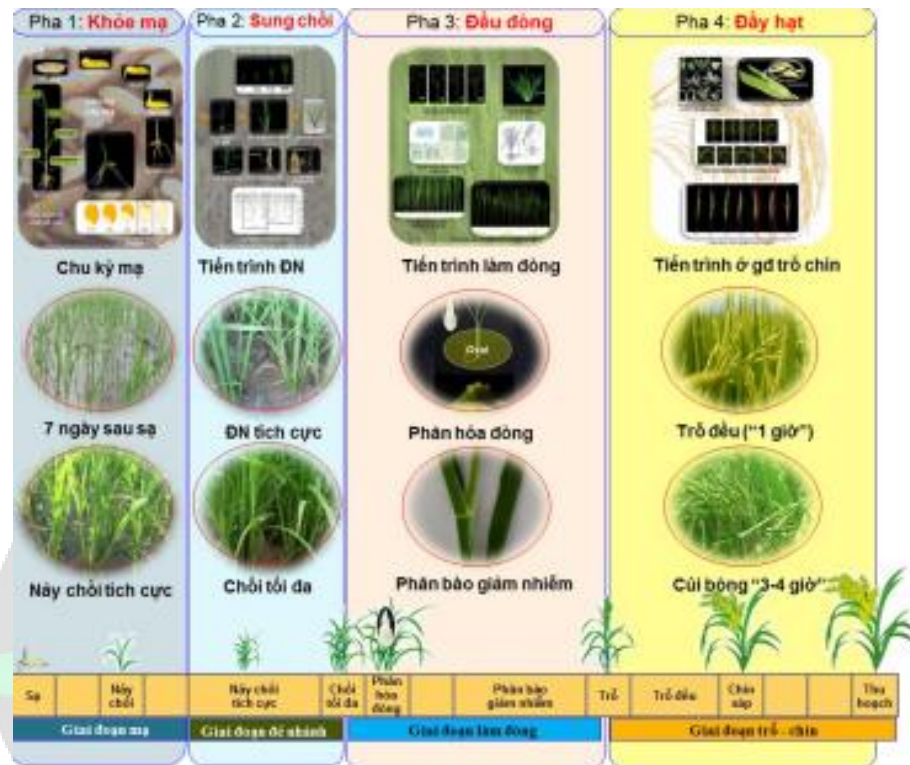 Pha 1: Khỏe mạ
Pha 2: Sung chồi
Pha 3: Đều đòng
Pha 4: Đầy hạt
Chu kỳ mạ
Tiến trình ĐN
Tiến trình làm đòng
Tiến trình ở gđ trỗ chín
7 ngày sau sạ
ĐN tích cực
Phân hóa đòng
Trỗ đều ("1 giờ")
Nảy chồi tích cực
Chồi tối đa
Phân bào giảm nhiễm
Cúi bông "3-4 giờ"
Sạ
Nảy
chồi
Nảy chồi
tích cực
Chồi
tối đa
Phân
hóa
đòng
Phân bào
giảm nhiễm
Trỗ
Trỗ đều
Chín
sáp
Thu
hoạch
Giai đoạn mạ
Giai đoạn đẻ nhánh
Giai đoạn làm đòng
Giai đoạn trỗ - chín